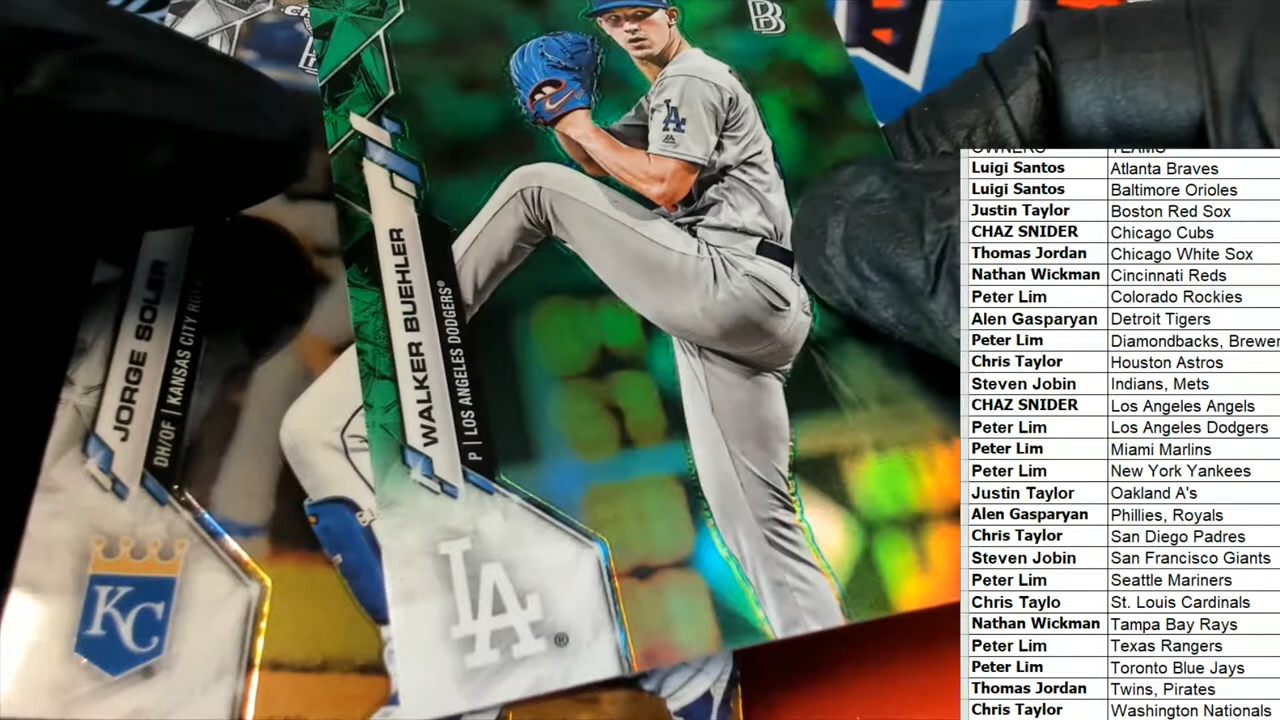 B
WALKER BUEHLER
P | LOS ANGELES DODGERS®
LA
LA
®
JORGE SOLER
DH/OF | KANSAS CITY
KC
OWNERS TEAMS
Luigi Santos Atlanta Braves
Luigi Santos Baltimore Orioles
Justin Taylor Boston Red Sox
CHAZ SNIDER Chicago Cubs
Thomas Jordan Chicago White Sox
Nathan Wickman Cincinnati Reds
Peter Lim Colorado Rockies
Alen Gasparyan Detroit Tigers
Peter Lim Diamondbacks, Brewer
Chris Taylor Houston Astros
Steven Jobin Indians, Mets
CHAZ SNIDER Los Angeles Angels
Peter Lim Los Angeles Dodgers
Peter Lim Miami Marlins
Peter Lim New York Yankees
Justin Taylor Oakland A's
Alen Gasparyan Phillies, Royals
Chris Taylor San Diego Padres
Steven Jobin San Francisco Giants
Peter Lim Seattle Mariners
Chris Taylo St. Louis Cardinals
Nathan Wickman Tampa Bay Rays
Peter Lim Texas Rangers
Peter Lim Toronto Blue Jays
Thomas Jordan Twins, Pirates
Chris Taylor Washington Nationals